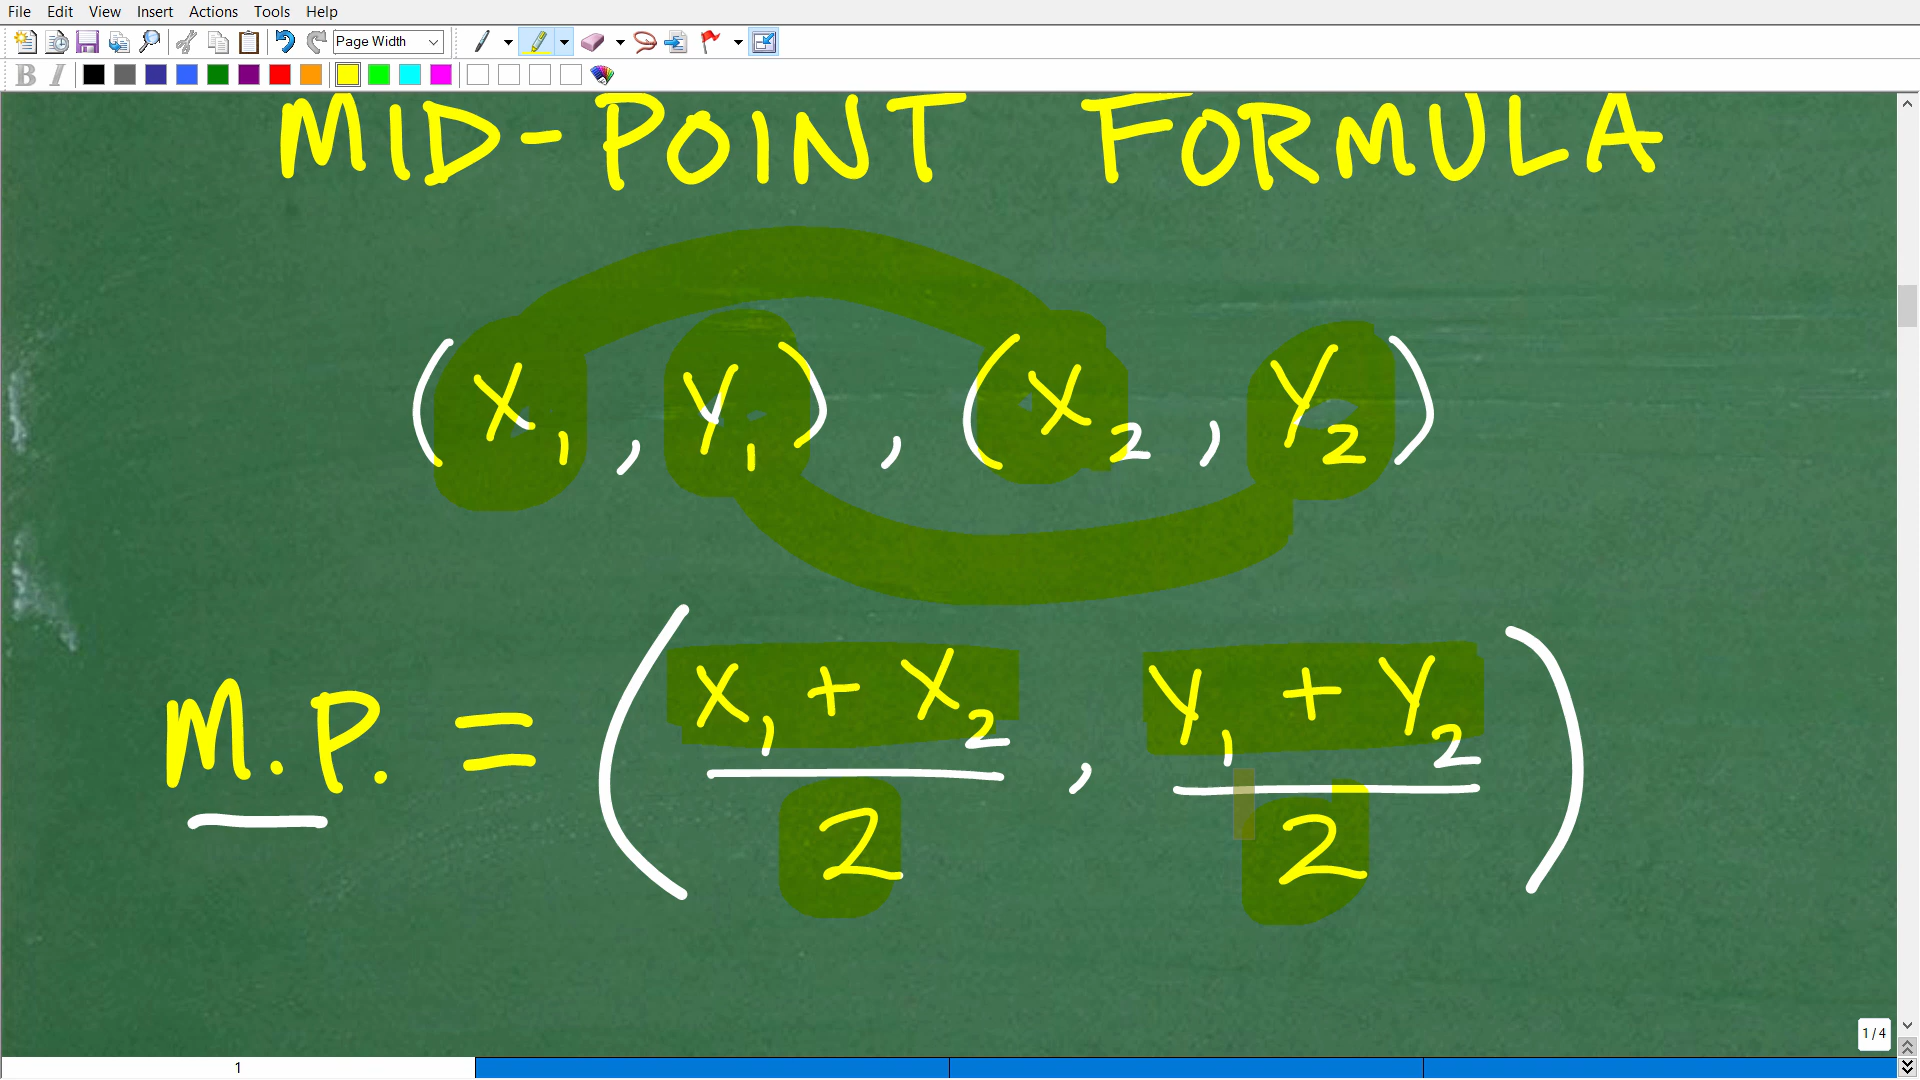 File Edit View Insert Actions Tools Help
Page Width
B I
MID-POINT FORMULA
(X₁, Y₁), (X₂, Y₂)
M.P. = (X₁ + X₂ / 2, Y₁ + Y₂ / 2)
1 / 4
1